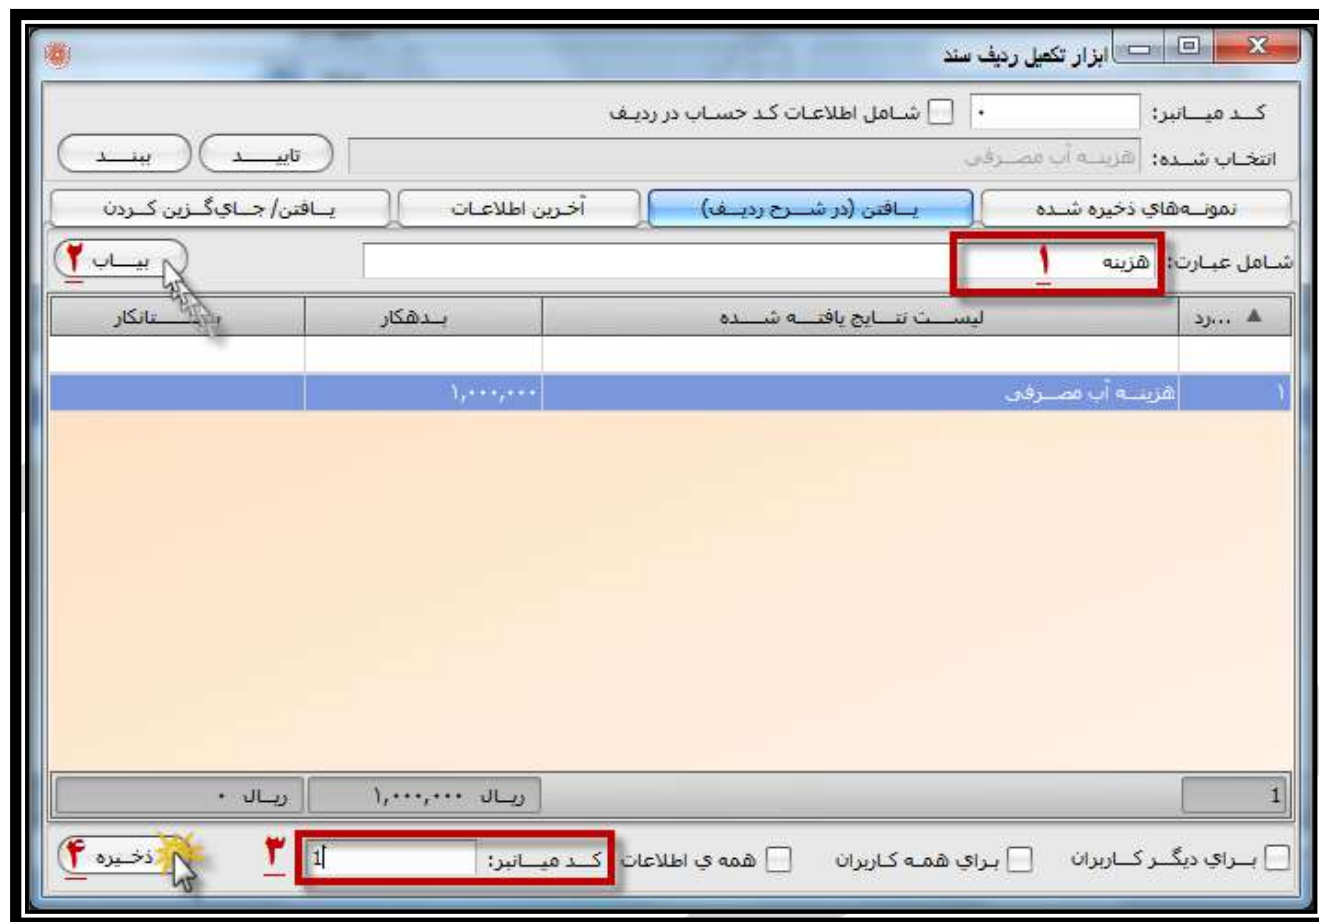 ابزار تکمیل ردیف سند
کد میانبر: ۰ شامل اطلاعات کد حساب در ردیف
انتخاب شده: هزینه آب مصرفی تایید ببند
نمونه‌های ذخیره شده یافتن (در شرح ردیف) آخرین اطلاعات یافتن/ جای‌گزین کردن
شامل عبارت: هزینه ۱ بیاب ۲
رد... لیست نتایج یافته شده بدهکار بستانکار
۱ هزینه آب مصرفی ۱,۰۰۰,۰۰۰
1 ۱,۰۰۰,۰۰۰ ریال ۰ ریال
برای دیگر کاربران برای همه کاربران همه ی اطلاعات کد میانبر: 1 ۳ ذخیره ۴